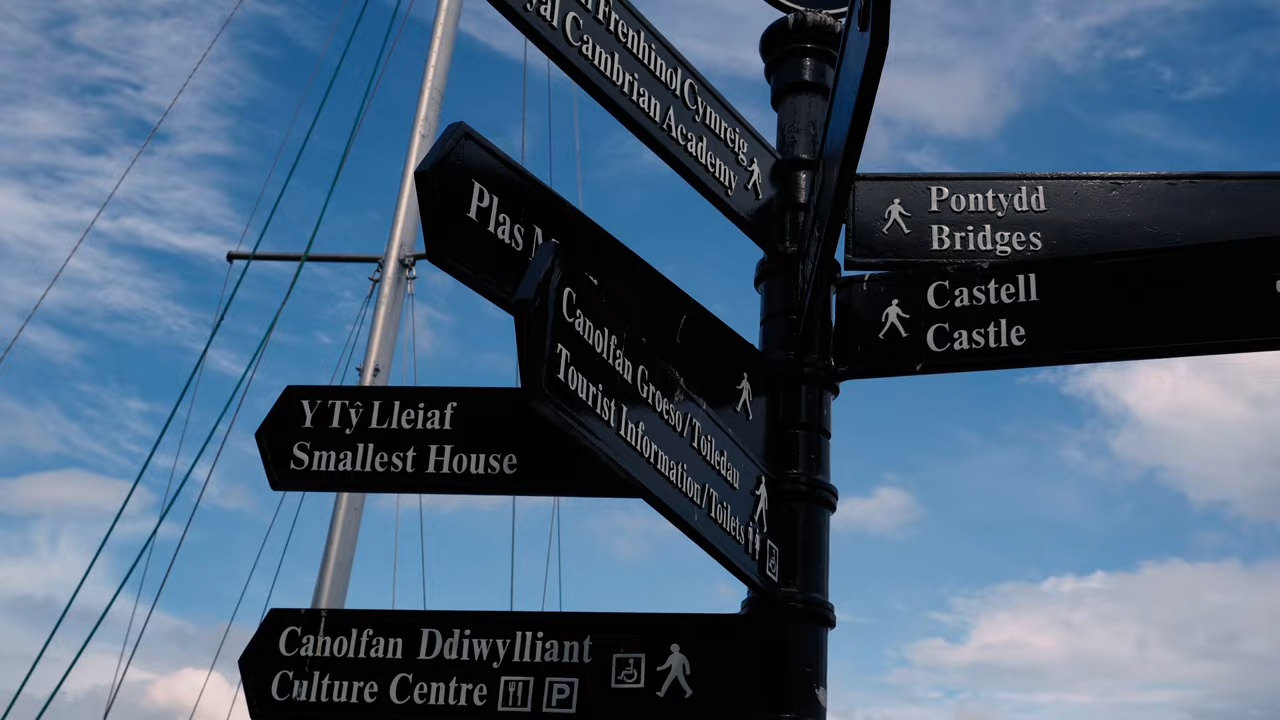 Frenhinol Cymreig
Cambrian Academy
Plas
Pontydd
Bridges
Castell
Castle
Canolfan Groeso / Toiledau
Tourist Information / Toilets
Y Tŷ Lleiaf
Smallest House
Canolfan Ddiwylliant
Culture Centre
P